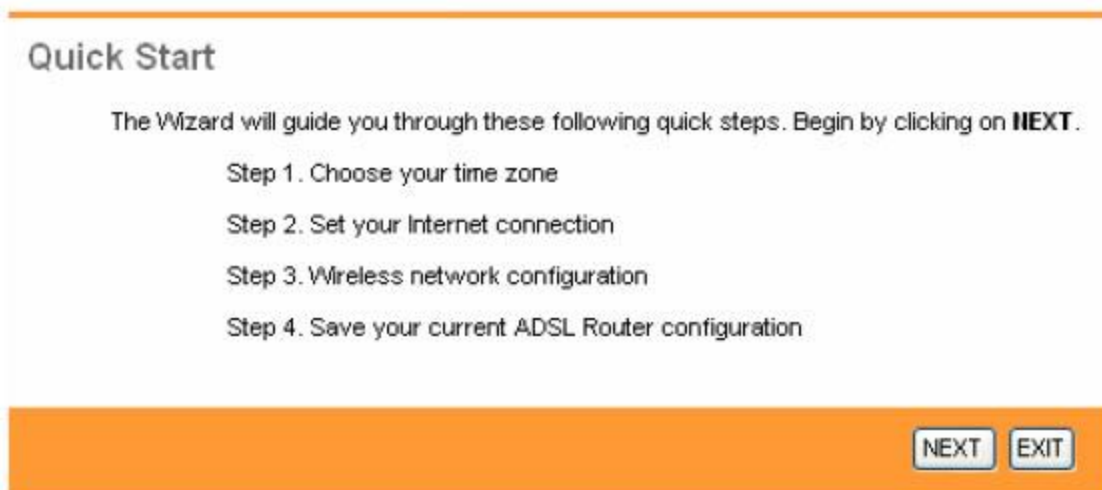 Quick Start
The Wizard will guide you through these following quick steps. Begin by clicking on NEXT.
Step 1. Choose your time zone
Step 2. Set your Internet connection
Step 3. Wireless network configuration
Step 4. Save your current ADSL Router configuration
NEXT EXIT